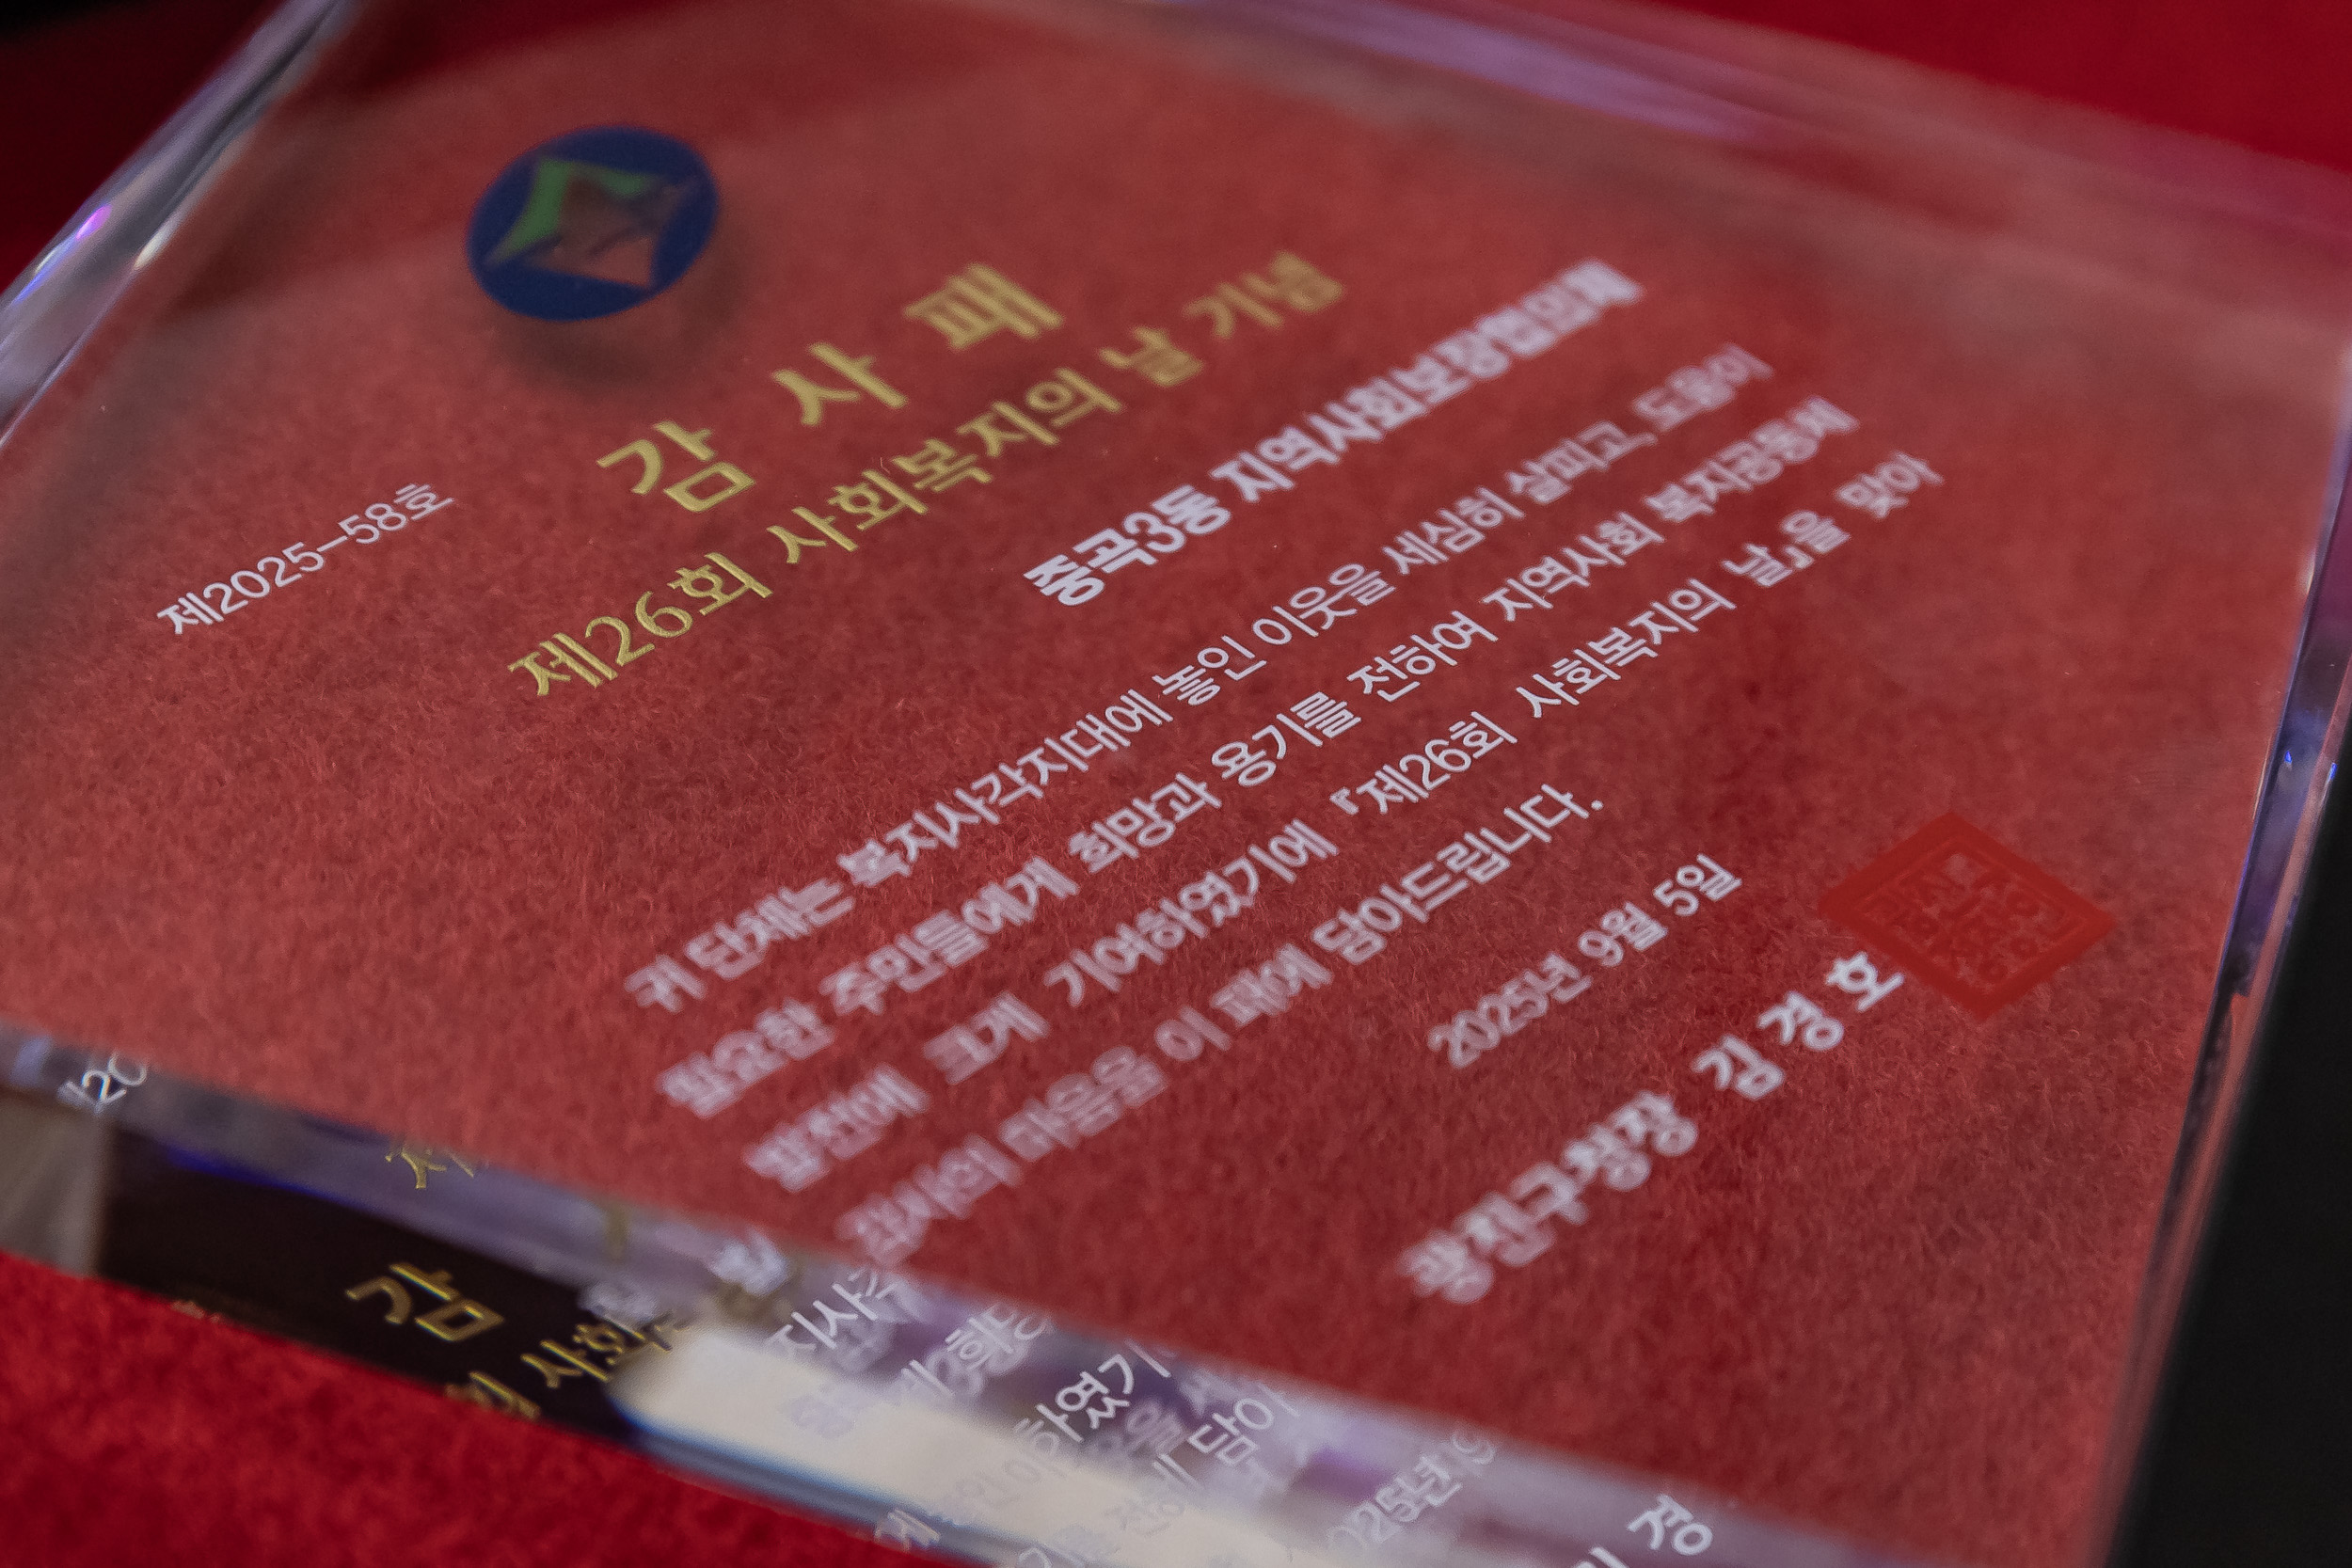 제2025-58호
감 사 패
제26회 사회복지의 날 기념
중곡3동 지역사회보장협의체
귀 단체는 복지사각지대에 놓인 이웃을 세심히 살피고, 도움이
필요한 주민들에게 희망과 용기를 전하여 지역사회 복지공동체
발전에 크게 기여하였기에 『제26회 사회복지의 날』을 맞아
감사의 마음을 이 패에 담아드립니다.
2025년 9월 5일
광진구청장 김 경 호